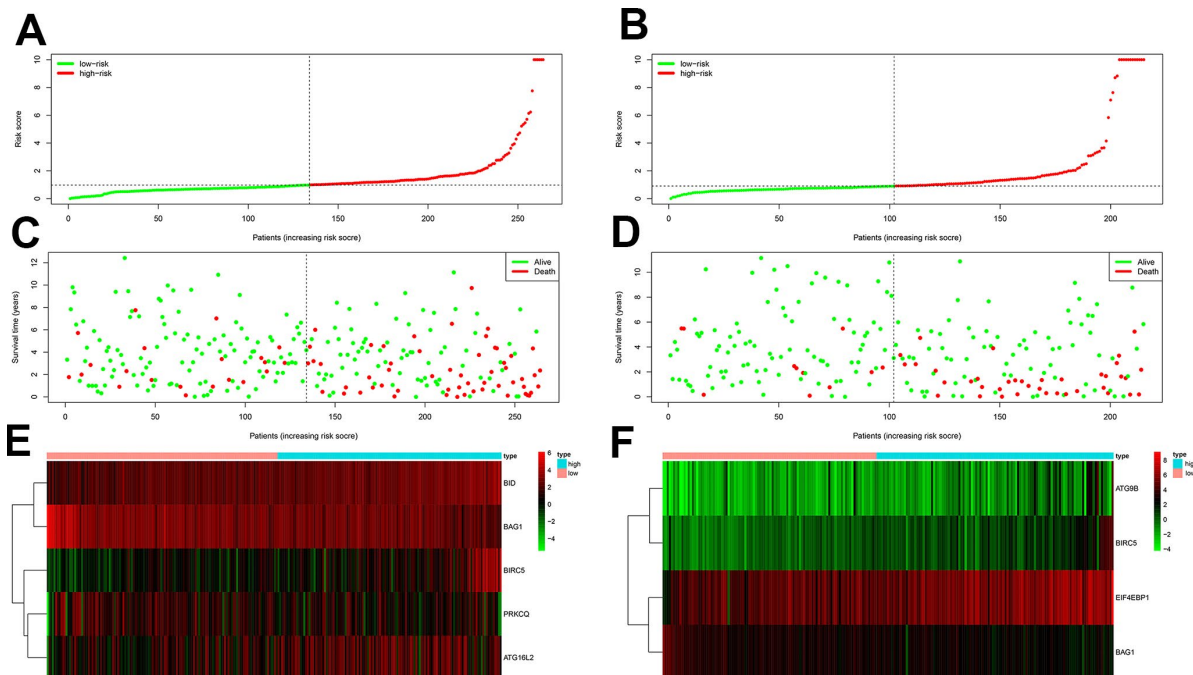 A
low-risk
high-risk
Risk score
0
2
4
6
8
10
0
50
100
150
200
250
Patients (increasing risk socre)
B
low-risk
high-risk
Risk score
0
2
4
6
8
10
0
50
100
150
200
Patients (increasing risk socre)
C
Alive
Death
Survival time (years)
0
2
4
6
8
10
12
0
50
100
150
200
250
Patients (increasing risk socre)
D
Alive
Death
Survival time (years)
0
2
4
6
8
10
0
50
100
150
200
Patients (increasing risk socre)
E
type
BID
BAG1
BIRC5
PRKCQ
ATG16L2
6
4
2
0
−2
−4
type
high
low
F
type
ATG9B
BIRC5
EIF4EBP1
BAG1
8
6
4
2
0
−2
−4
type
high
low